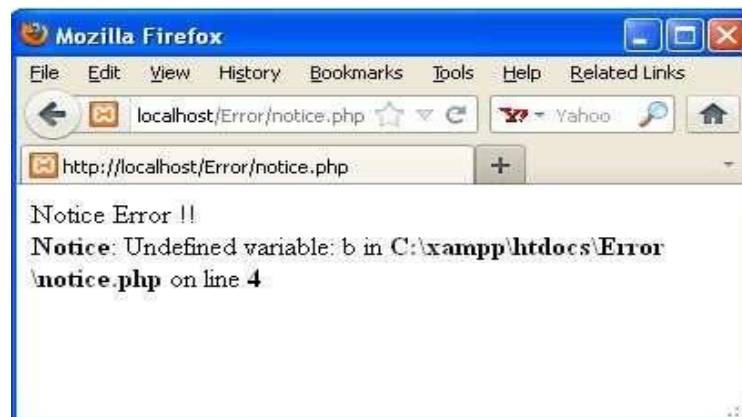 Mozilla Firefox
File Edit View History Bookmarks Tools Help Related Links
localhost/Error/notice.php Yahoo
http://localhost/Error/notice.php
Notice Error !!
Notice: Undefined variable: b in C:\xampp\htdocs\Error
\notice.php on line 4